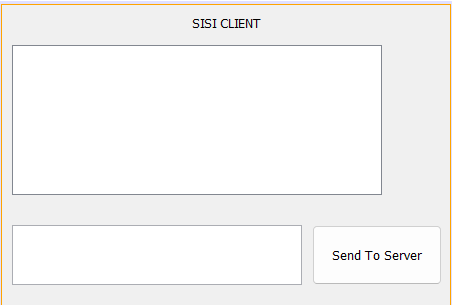 SISI CLIENT
Send To Server